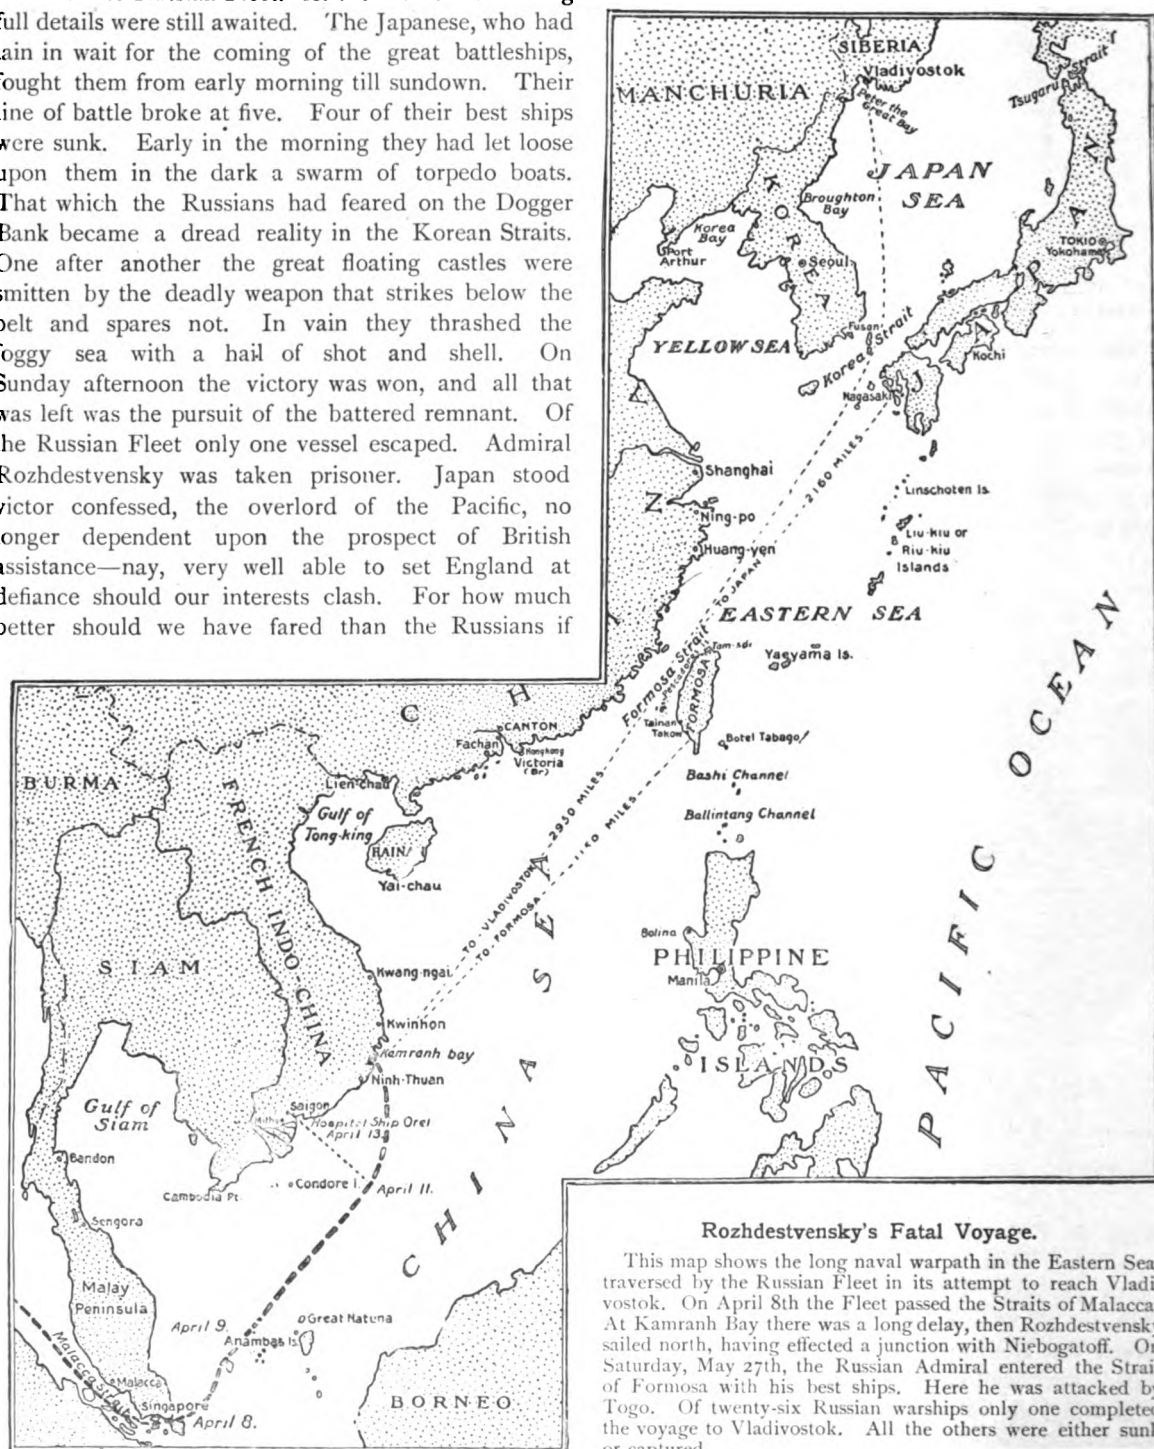 full details were still awaited. The Japanese, who had
lain in wait for the coming of the great battleships,
fought them from early morning till sundown. Their
line of battle broke at five. Four of their best ships
were sunk. Early in the morning they had let loose
upon them in the dark a swarm of torpedo boats.
That which the Russians had feared on the Dogger
Bank became a dread reality in the Korean Straits.
One after another the great floating castles were
smitten by the deadly weapon that strikes below the
belt and spares not. In vain they thrashed the
foggy sea with a hail of shot and shell. On
Sunday afternoon the victory was won, and all that
was left was the pursuit of the battered remnant. Of
the Russian Fleet only one vessel escaped. Admiral
Rozhdestvensky was taken prisoner. Japan stood
victor confessed, the overlord of the Pacific, no
longer dependent upon the prospect of British
assistance—nay, very well able to set England at
defiance should our interests clash. For how much
better should we have fared than the Russians if
SIBERIA
Vladivostok
MANCHURIA
Peter the
Great Bay
Tsugaru Strait
JAPAN
SEA
KOREA
Broughton
Bay
Korea
Bay
Port
Arthur
Seoul
TOKIO
Yokohama
JAPAN
Fusan
Korea Strait
YELLOW SEA
Kochi
Nagasaki
Shanghai
2160 MILES
Linschoten Is.
Ning-po
Huang-yen
Liu-kiu or
Riu-kiu
Islands
TO JAPAN
EASTERN SEA
Tam-sui
Yaeyama Is.
Formosa Strait
Pescadores
FORMOSA
Tainan
Takow
Botel Tabago
CHINA
CANTON
Fachan
Hongkong
Victoria
(Br)
Bashi Channel
Ballintang Channel
PACIFIC OCEAN
BURMA
Lien-chau
Gulf of
Tong-king
HAINAN
Yai-chau
FRENCH INDO-CHINA
TO VLADIVOSTOK 2950 MILES
TO FORMOSA 1140 MILES
Bolina
PHILIPPINE
Manila
ISLANDS
SIAM
Kwang-ngai
Kwinhon
Kamranh bay
Ninh-Thuan
CHINA SEA
Gulf of
Siam
Saigon
Hospital Ship Orel
April 13
Bandon
Condore I.
April 11.
Cambodia Pt.
Sengora
Malay
Peninsula
April 9.
Great Natuna
Anambas Is.
Malacca Strait
Malacca
Singapore
April 8.
BORNEO
Rozhdestvensky's Fatal Voyage.
This map shows the long naval warpath in the Eastern Sea
traversed by the Russian Fleet in its attempt to reach Vladi-
vostok. On April 8th the Fleet passed the Straits of Malacca.
At Kamranh Bay there was a long delay, then Rozhdestvensky
sailed north, having effected a junction with Niebogatoff. On
Saturday, May 27th, the Russian Admiral entered the Strait
of Formosa with his best ships. Here he was attacked by
Togo. Of twenty-six Russian warships only one completed
the voyage to Vladivostok. All the others were either sunk
or captured